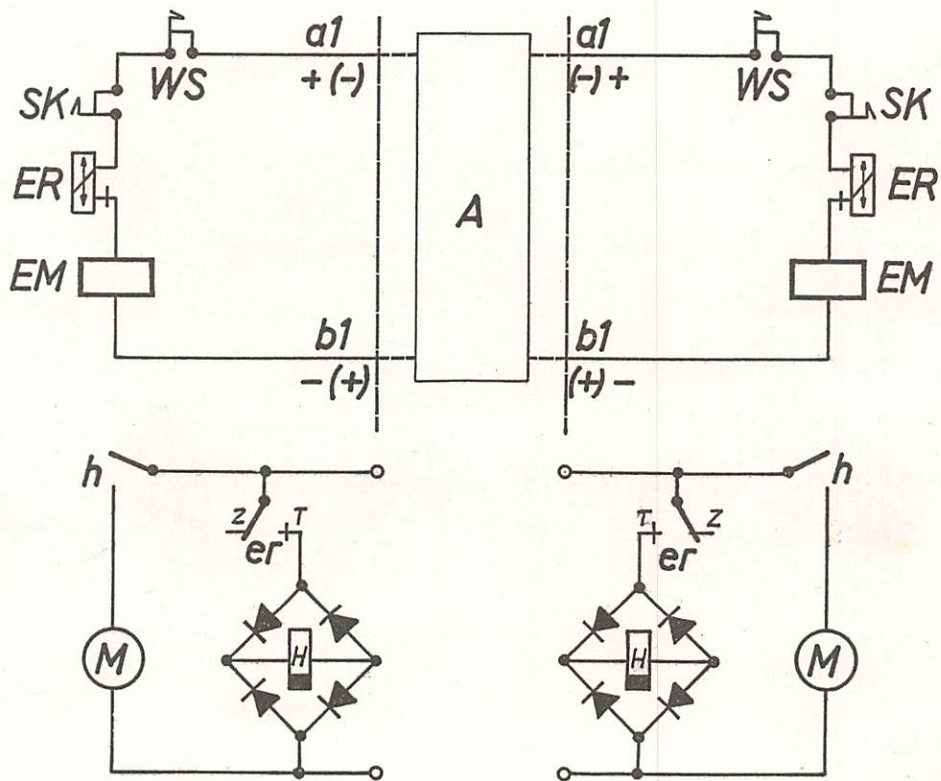 a1 a1
WS + (-) (-) + WS
SK SK
ER + + ER
A
EM EM
b1 b1
- (+) (+) -
h h
z T τ z
er er
M H H M